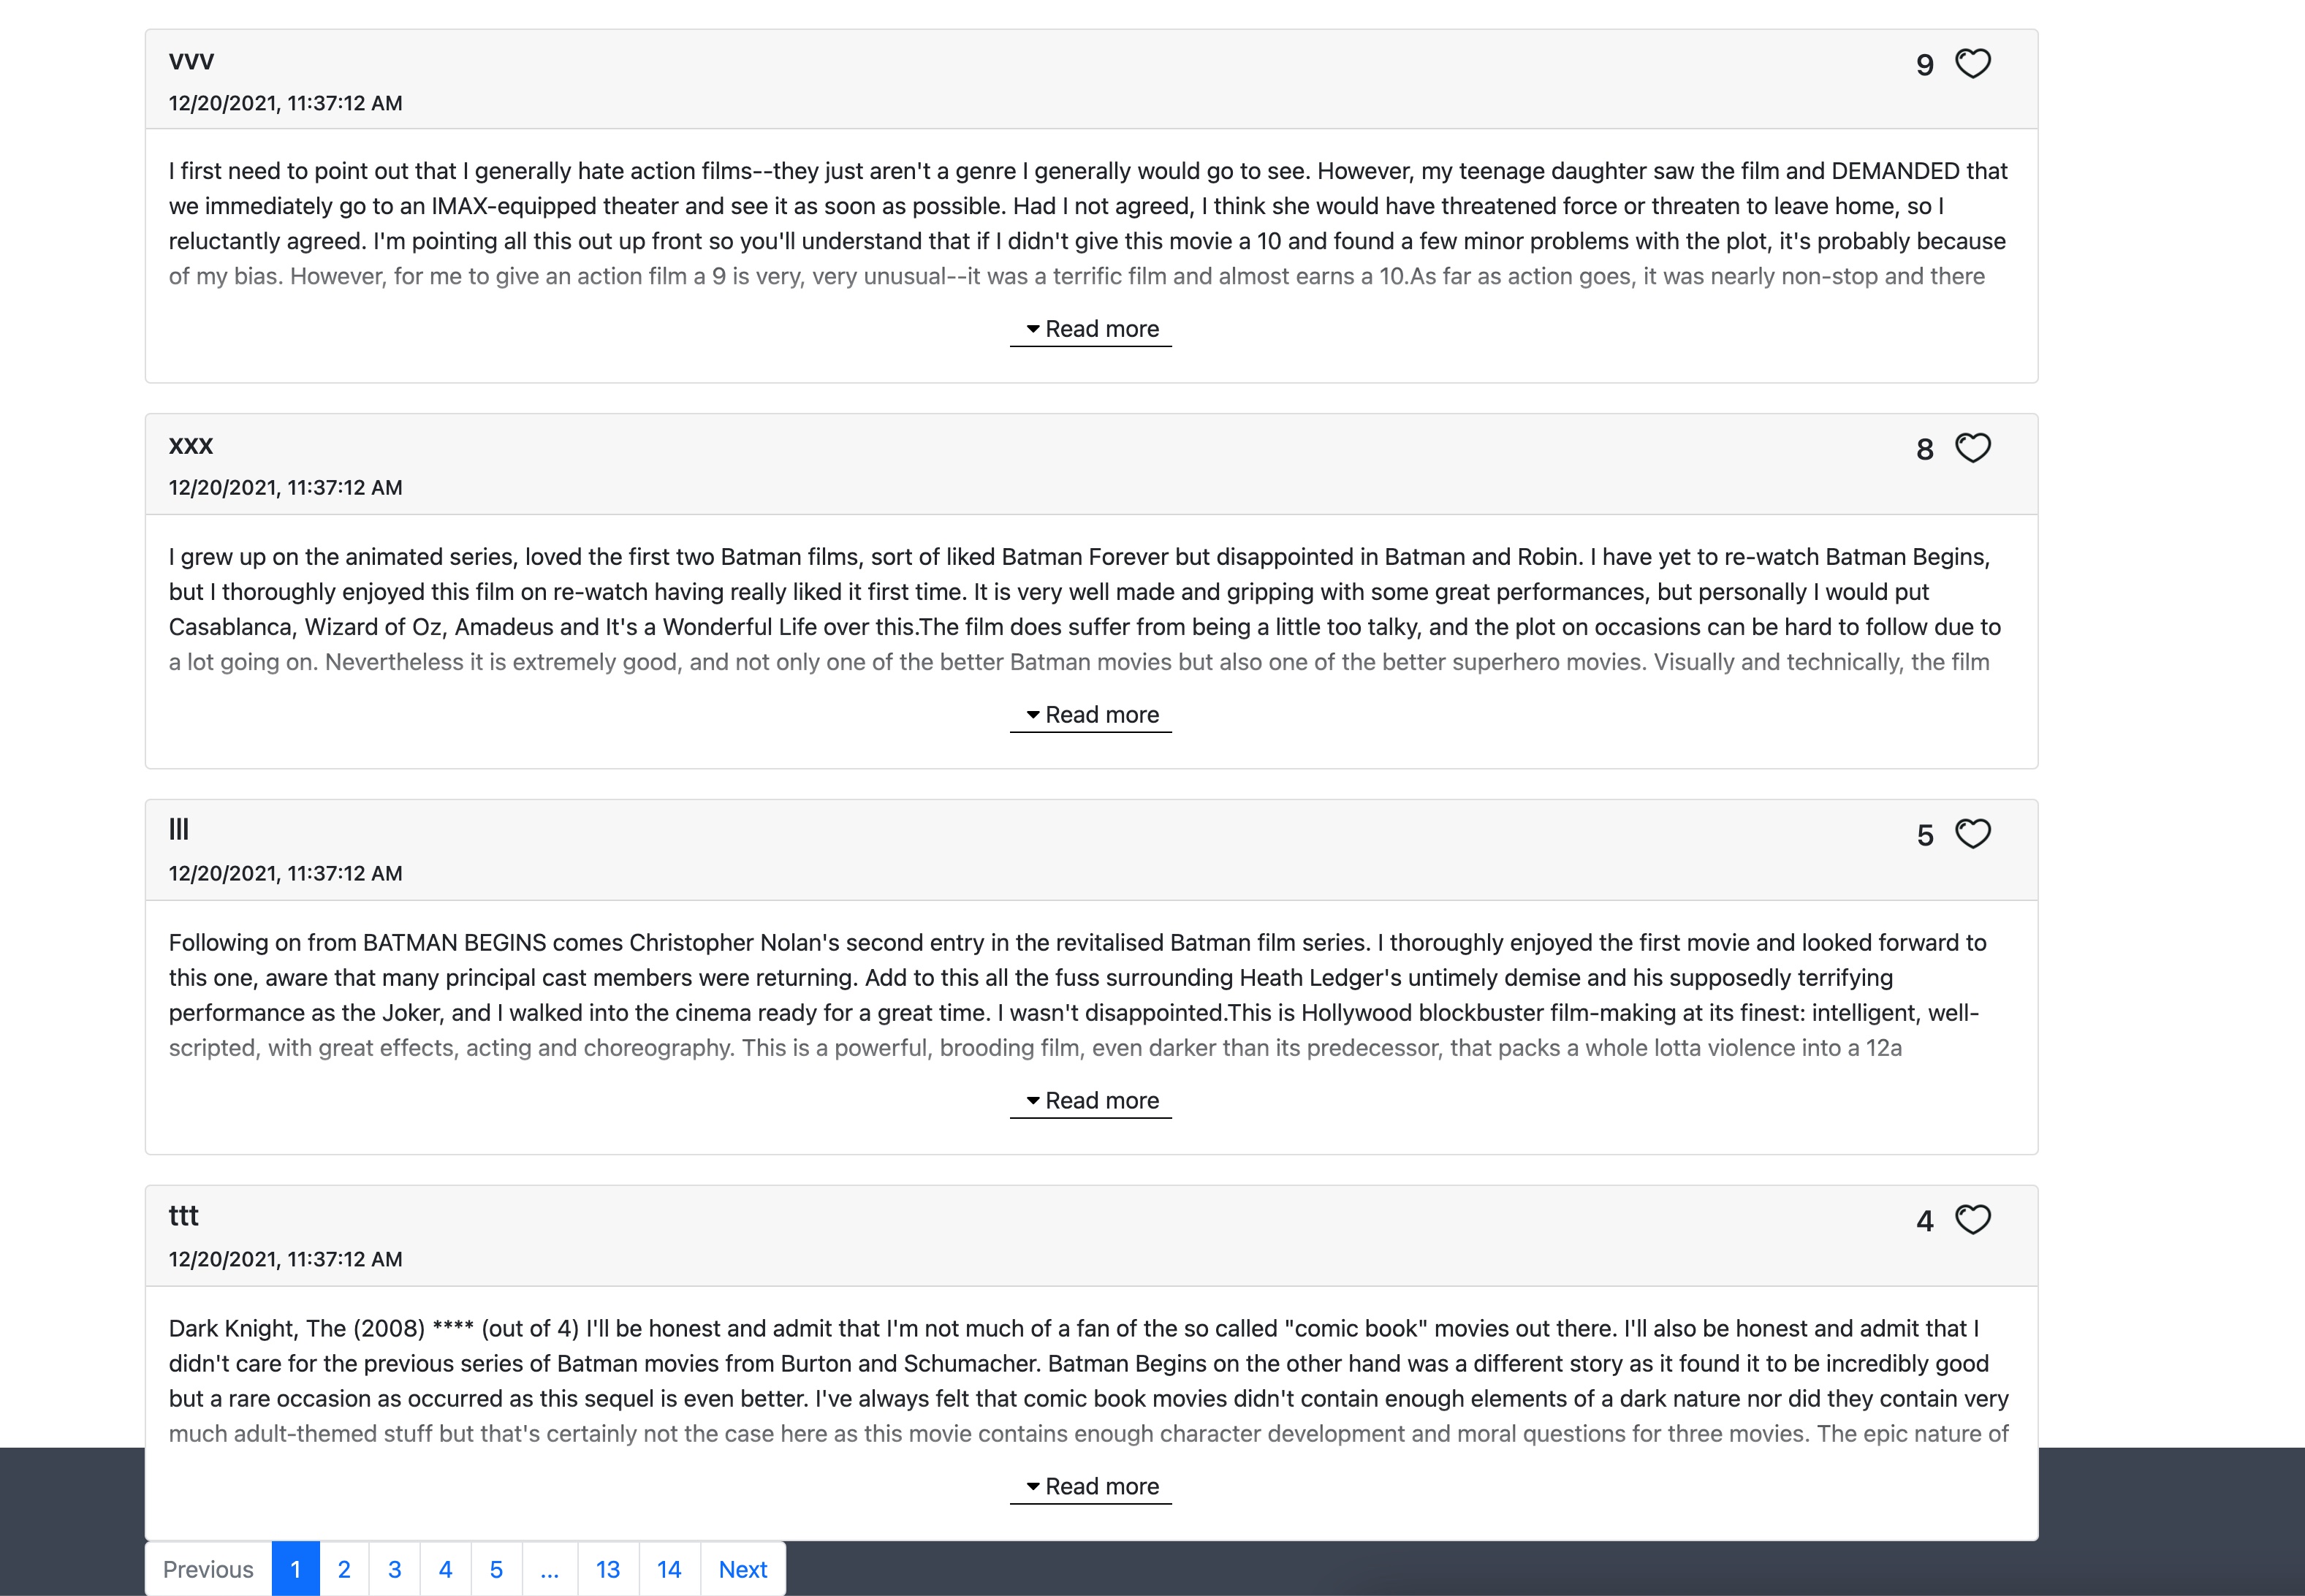 vvv
9
12/20/2021, 11:37:12 AM
I first need to point out that I generally hate action films--they just aren't a genre I generally would go to see. However, my teenage daughter saw the film and DEMANDED that
we immediately go to an IMAX-equipped theater and see it as soon as possible. Had I not agreed, I think she would have threatened force or threaten to leave home, so I
reluctantly agreed. I'm pointing all this out up front so you'll understand that if I didn't give this movie a 10 and found a few minor problems with the plot, it's probably because
of my bias. However, for me to give an action film a 9 is very, very unusual--it was a terrific film and almost earns a 10.As far as action goes, it was nearly non-stop and there
Read more
xxx
8
12/20/2021, 11:37:12 AM
I grew up on the animated series, loved the first two Batman films, sort of liked Batman Forever but disappointed in Batman and Robin. I have yet to re-watch Batman Begins,
but I thoroughly enjoyed this film on re-watch having really liked it first time. It is very well made and gripping with some great performances, but personally I would put
Casablanca, Wizard of Oz, Amadeus and It's a Wonderful Life over this.The film does suffer from being a little too talky, and the plot on occasions can be hard to follow due to
a lot going on. Nevertheless it is extremely good, and not only one of the better Batman movies but also one of the better superhero movies. Visually and technically, the film
Read more
lll
5
12/20/2021, 11:37:12 AM
Following on from BATMAN BEGINS comes Christopher Nolan's second entry in the revitalised Batman film series. I thoroughly enjoyed the first movie and looked forward to
this one, aware that many principal cast members were returning. Add to this all the fuss surrounding Heath Ledger's untimely demise and his supposedly terrifying
performance as the Joker, and I walked into the cinema ready for a great time. I wasn't disappointed.This is Hollywood blockbuster film-making at its finest: intelligent, well-
scripted, with great effects, acting and choreography. This is a powerful, brooding film, even darker than its predecessor, that packs a whole lotta violence into a 12a
Read more
ttt
4
12/20/2021, 11:37:12 AM
Dark Knight, The (2008) **** (out of 4) I'll be honest and admit that I'm not much of a fan of the so called "comic book" movies out there. I'll also be honest and admit that I
didn't care for the previous series of Batman movies from Burton and Schumacher. Batman Begins on the other hand was a different story as it found it to be incredibly good
but a rare occasion as occurred as this sequel is even better. I've always felt that comic book movies didn't contain enough elements of a dark nature nor did they contain very
much adult-themed stuff but that's certainly not the case here as this movie contains enough character development and moral questions for three movies. The epic nature of
Read more
Previous 1 2 3 4 5 ... 13 14 Next